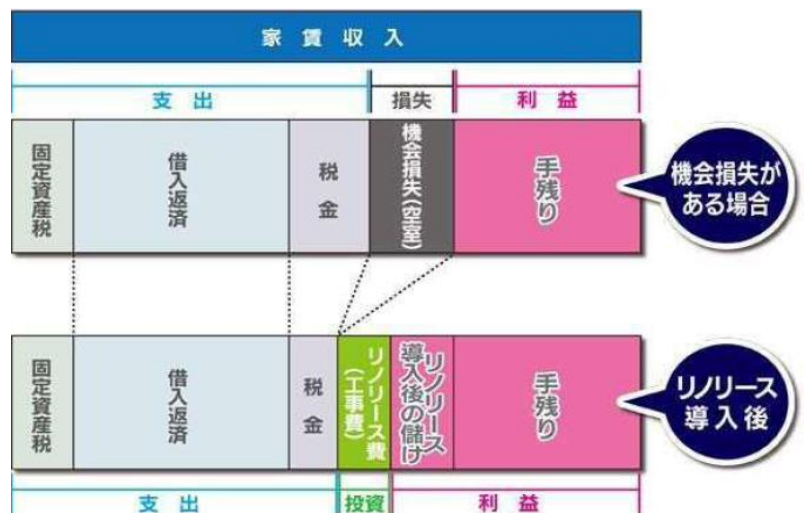 家賃収入
支出
損失
利益
固定資産税
借入返済
税金
機会損失(空室)
手残り
機会損失が
ある場合
固定資産税
借入返済
税金
リノリース費
(工事費)
リノリース
導入後の儲け
手残り
リノリース
導入後
支出
投資
利益